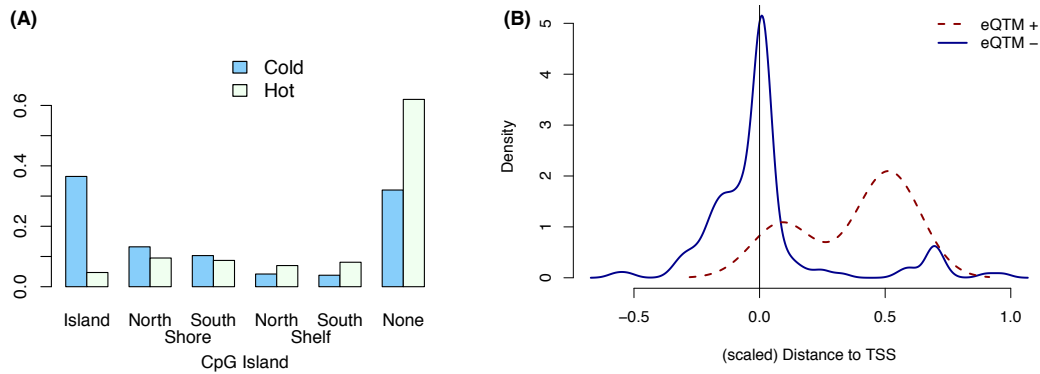 (A)
Cold
Hot
0.0 0.2 0.4 0.6
Island North South North South None
Shore Shelf
CpG Island
(B)
eQTM +
eQTM −
Density
0 1 2 3 4 5
−0.5 0.0 0.5 1.0
(scaled) Distance to TSS